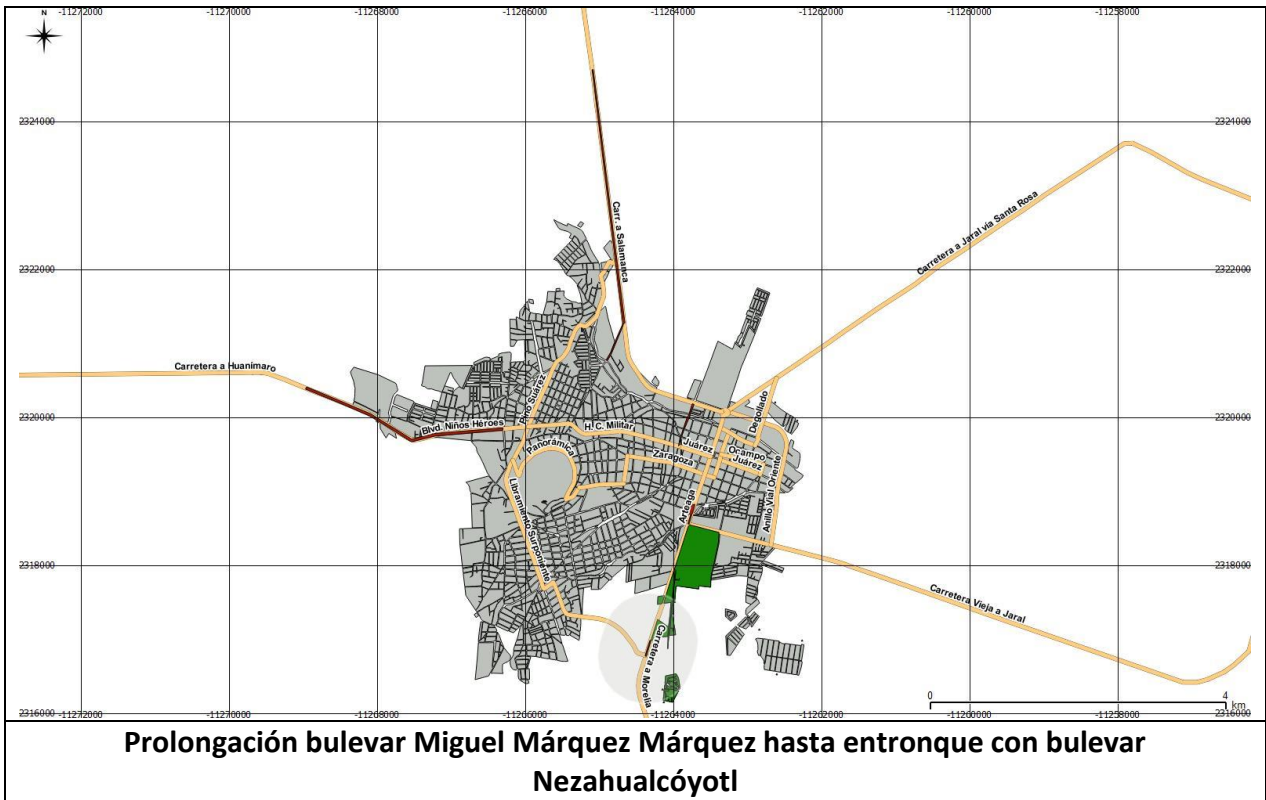 N
-11272000
-11270000
-11268000
-11266000
-11264000
-11262000
-11260000
-11258000
2324000
2324000
Carr. a Salamanca
Carretera a Jaral via Santa Rosa
2322000
2322000
Carretera a Huanímaro
Pino Suárez
2320000
2320000
Blvd. Niños Héroes
H. C. Militar
Degollado
Juárez
Ocampo
Panorámica
Zaragoza
Juárez
Libramiento Surponiente
Arteaga
Anillo Vial Oriente
2318000
2318000
Carretera Vieja a Jaral
Carretera a Morelia
0
4
km
2316000
2316000
-11272000
-11270000
-11268000
-11266000
-11264000
-11262000
-11260000
-11258000
Prolongación bulevar Miguel Márquez Márquez hasta entronque con bulevar
Nezahualcóyotl